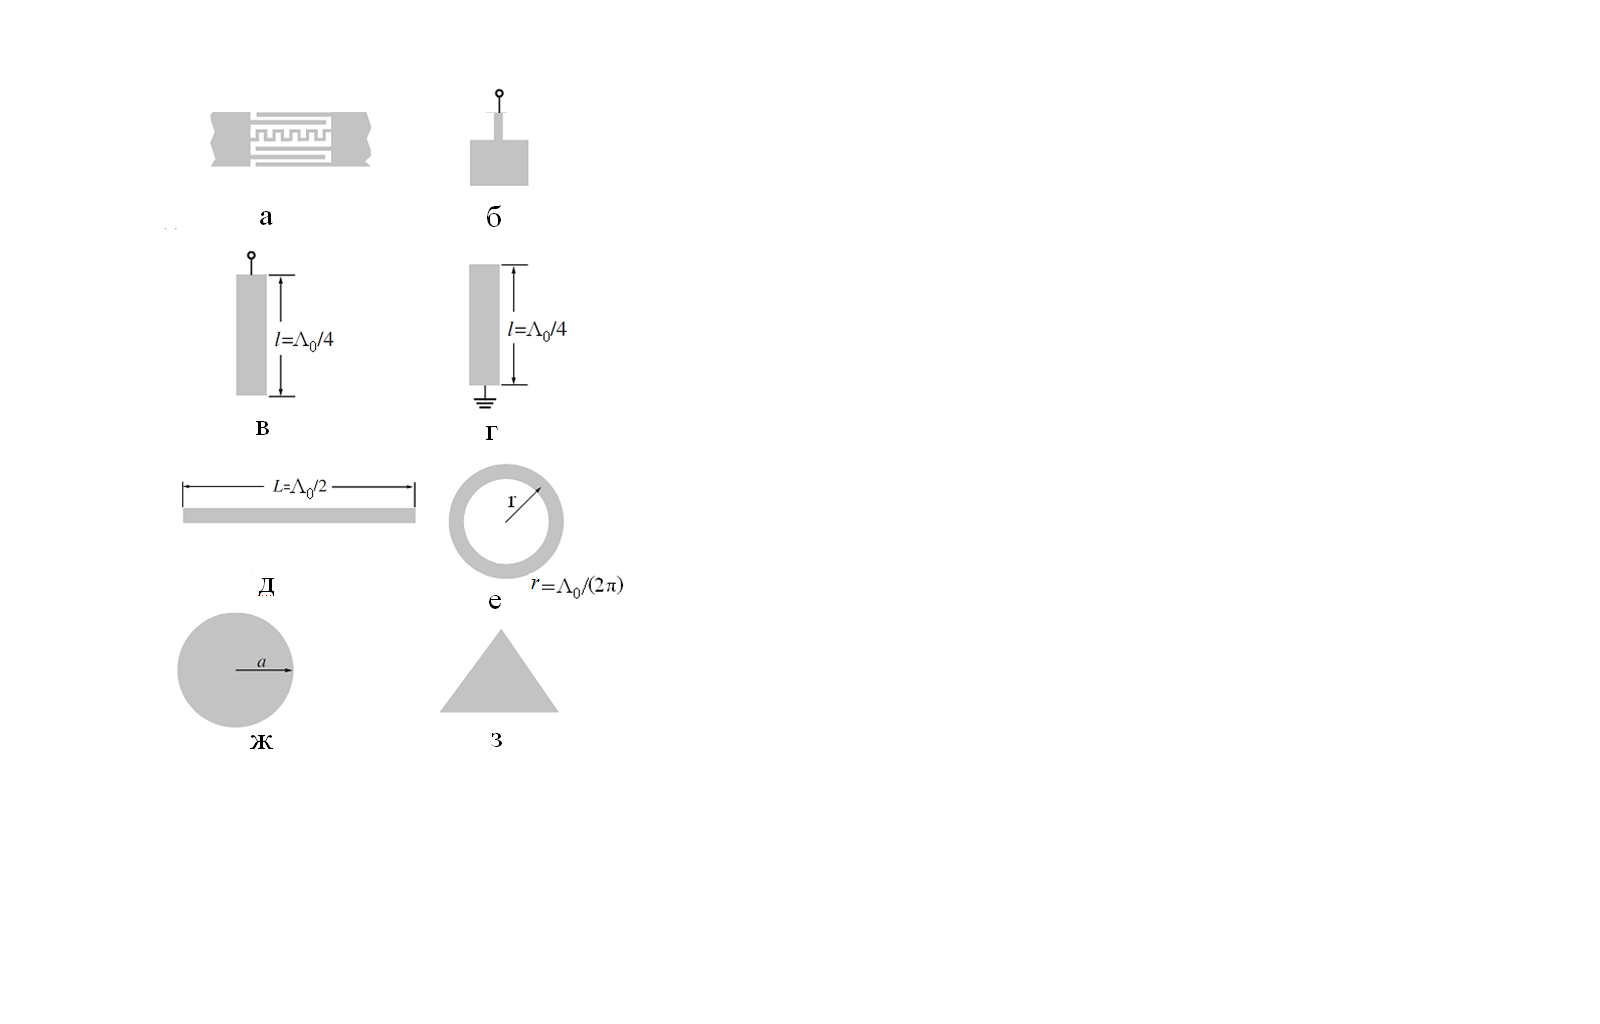 а
б
l=Λ₀/4
l=Λ₀/4
в
г
L=Λ₀/2
r
r=Λ₀/(2π)
д
е
a
ж
з